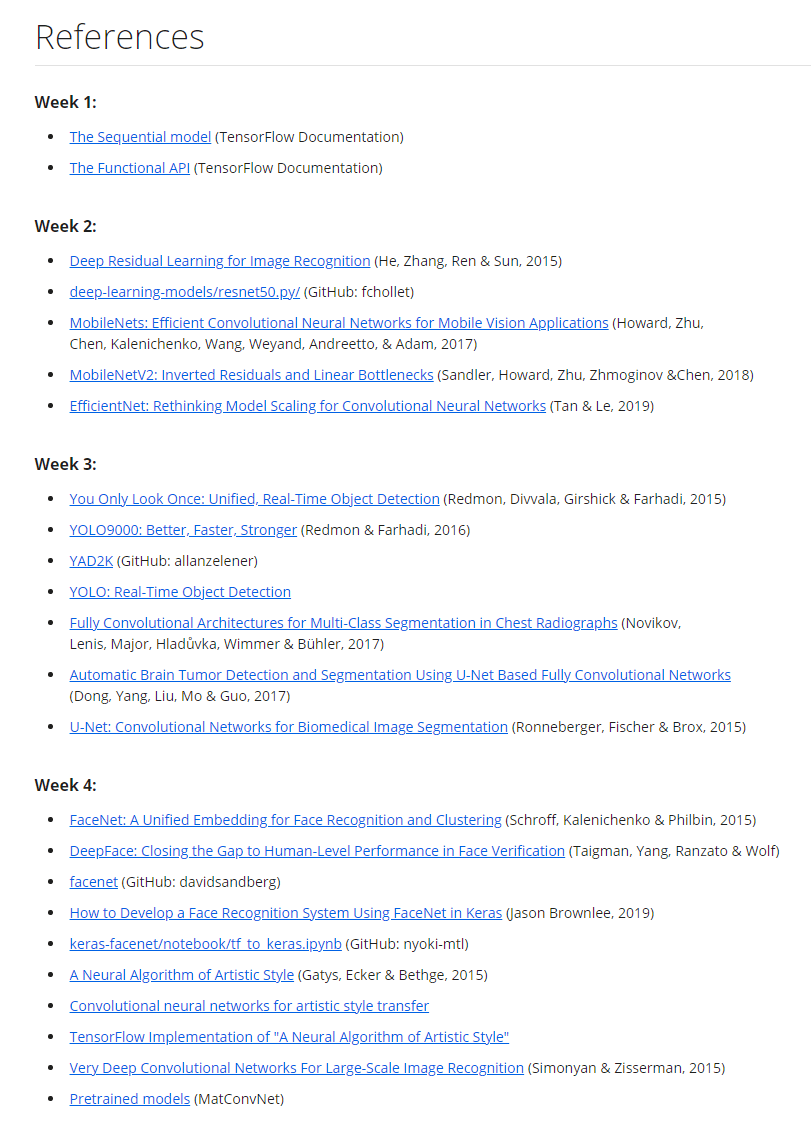 References
Week 1:
The Sequential model (TensorFlow Documentation)
The Functional API (TensorFlow Documentation)
Week 2:
Deep Residual Learning for Image Recognition (He, Zhang, Ren & Sun, 2015)
deep-learning-models/resnet50.py/ (GitHub: fchollet)
MobileNets: Efficient Convolutional Neural Networks for Mobile Vision Applications (Howard, Zhu,
Chen, Kalenichenko, Wang, Weyand, Andreetto, & Adam, 2017)
MobileNetV2: Inverted Residuals and Linear Bottlenecks (Sandler, Howard, Zhu, Zhmoginov &Chen, 2018)
EfficientNet: Rethinking Model Scaling for Convolutional Neural Networks (Tan & Le, 2019)
Week 3:
You Only Look Once: Unified, Real-Time Object Detection (Redmon, Divvala, Girshick & Farhadi, 2015)
YOLO9000: Better, Faster, Stronger (Redmon & Farhadi, 2016)
YAD2K (GitHub: allanzelener)
YOLO: Real-Time Object Detection
Fully Convolutional Architectures for Multi-Class Segmentation in Chest Radiographs (Novikov,
Lenis, Major, Hladůvka, Wimmer & Bühler, 2017)
Automatic Brain Tumor Detection and Segmentation Using U-Net Based Fully Convolutional Networks
(Dong, Yang, Liu, Mo & Guo, 2017)
U-Net: Convolutional Networks for Biomedical Image Segmentation (Ronneberger, Fischer & Brox, 2015)
Week 4:
FaceNet: A Unified Embedding for Face Recognition and Clustering (Schroff, Kalenichenko & Philbin, 2015)
DeepFace: Closing the Gap to Human-Level Performance in Face Verification (Taigman, Yang, Ranzato & Wolf)
facenet (GitHub: davidsandberg)
How to Develop a Face Recognition System Using FaceNet in Keras (Jason Brownlee, 2019)
keras-facenet/notebook/tf_to_keras.ipynb (GitHub: nyoki-mtl)
A Neural Algorithm of Artistic Style (Gatys, Ecker & Bethge, 2015)
Convolutional neural networks for artistic style transfer
TensorFlow Implementation of "A Neural Algorithm of Artistic Style"
Very Deep Convolutional Networks For Large-Scale Image Recognition (Simonyan & Zisserman, 2015)
Pretrained models (MatConvNet)